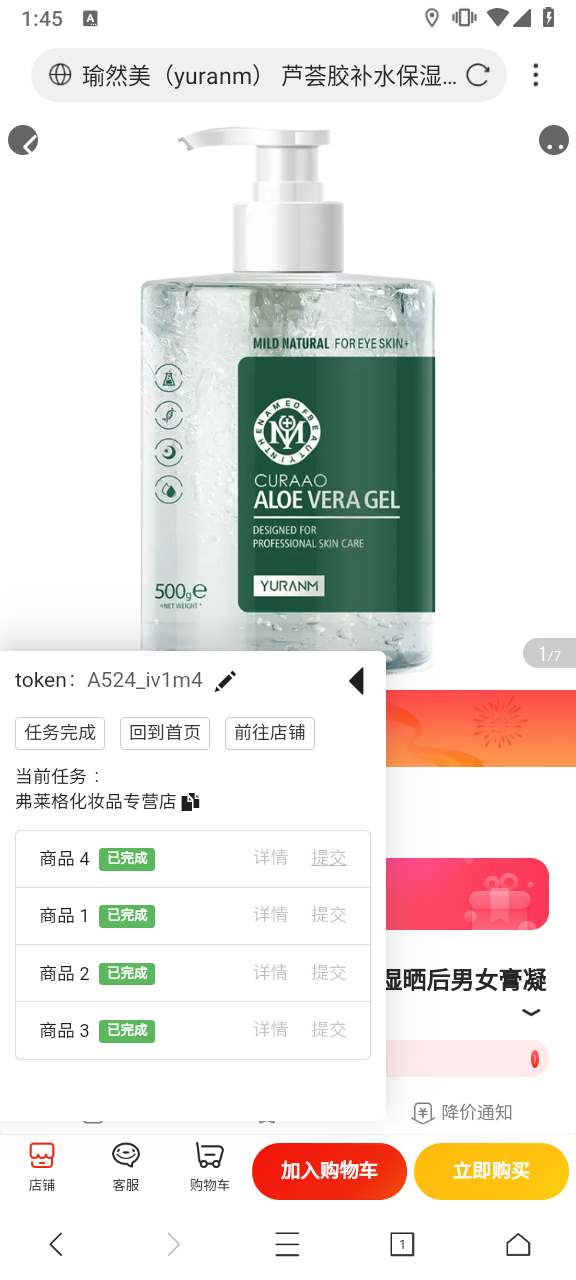 1:45
A
瑜然美（yuranm） 芦荟胶补水保湿...
MILD NATURAL FOR EYE SKIN+
INTHENAMEOFBEAUTY
CURAAO
ALOE VERA GEL
DESIGNED FOR
PROFESSIONAL SKIN CARE
500g℮
*NET WEIGHT*
YURANM
1/7
token： A524_iv1m4
任务完成 回到首页 前往店铺
当前任务：
弗莱格化妆品专营店
商品 4 已完成 详情 提交
商品 1 已完成 详情 提交
商品 2 已完成 详情 提交
商品 3 已完成 详情 提交
湿晒后男女膏凝
降价通知
店铺 客服 购物车 加入购物车 立即购买
1